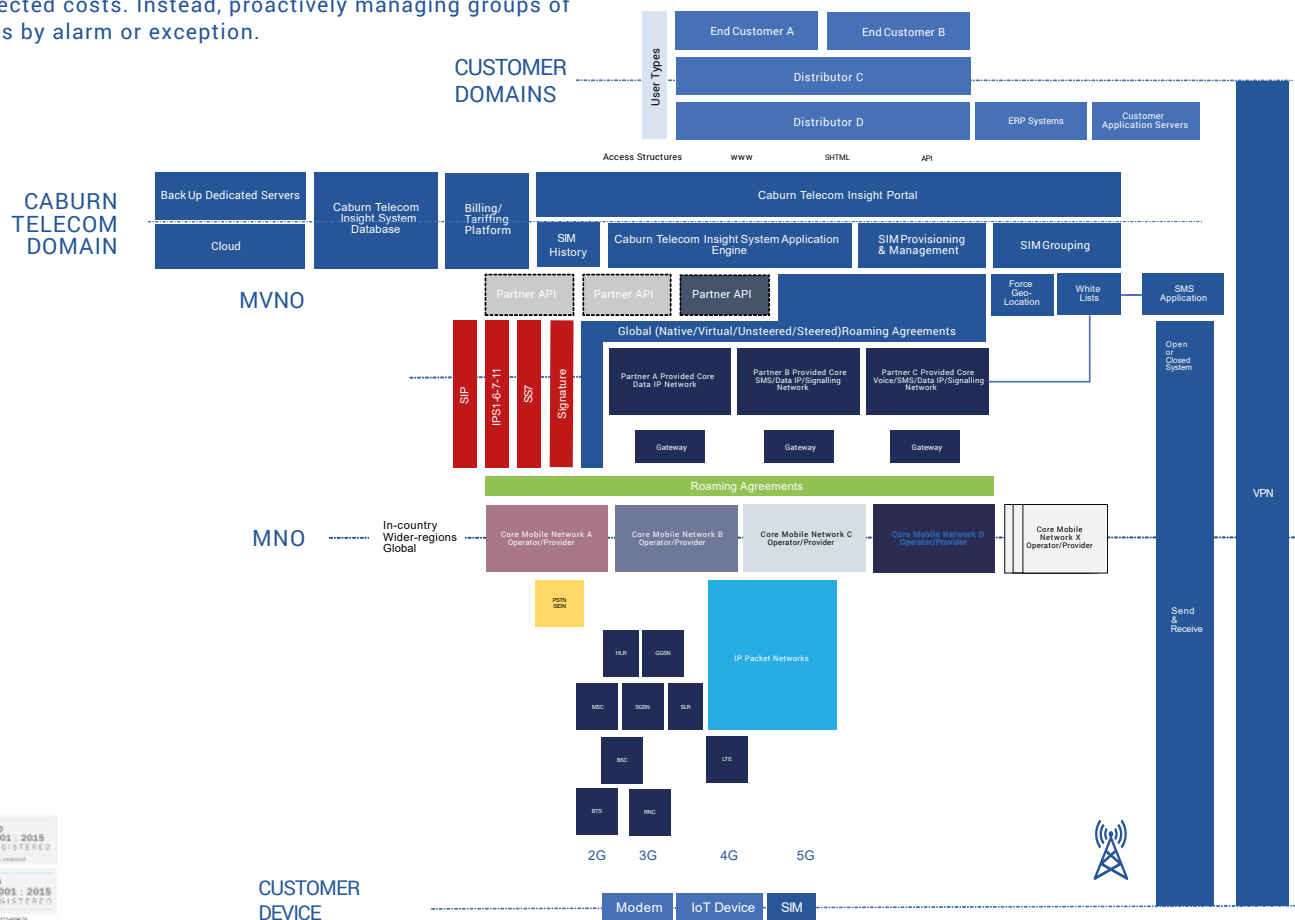 ected costs. Instead, proactively managing groups of
s by alarm or exception.
CUSTOMER
DOMAINS
User Types
End Customer A
End Customer B
Distributor C
Distributor D
ERP Systems
Customer
Application Servers
Access Structures
www
SHTML
API
CABURN
TELECOM
DOMAIN
Back Up Dedicated Servers
Cloud
Caburn Telecom
Insight System
Database
Billing/
Tariffing
Platform
Caburn Telecom Insight Portal
SIM
History
Caburn Telecom Insight System Application
Engine
SIM Provisioning
& Management
SIM Grouping
MVNO
Partner API
Partner API
Partner API
Force
Geo-
Location
White
Lists
SMS
Application
Global (Native/Virtual/Unsteered/Steered)Roaming Agreements
SIP
IPS1-6-7-11
SS7
Signature
Partner A Provided Core
Data IP Network
Partner B Provided Core
SMS/Data IP/Signalling
Network
Partner C Provided Core
Voice/SMS/Data IP/Signalling
Network
Open
or
Closed
System
Gateway
Gateway
Gateway
Roaming Agreements
VPN
MNO
In-country
Wider-regions
Global
Core Mobile Network A
Operator/Provider
Core Mobile Network B
Operator/Provider
Core Mobile Network C
Operator/Provider
Core Mobile Network D
Operator/Provider
Core Mobile
Network X
Operator/Provider
PSTN
ISDN
IP Packet Networks
Send
&
Receive
HLR
GGSN
MSC
SGSN
SLR
BSC
LTE
BTS
RNC
2G
3G
4G
5G
01 : 2015
GISTERED
001 : 2015
GISTERED
CUSTOMER
DEVICE
Modem
IoT Device
SIM